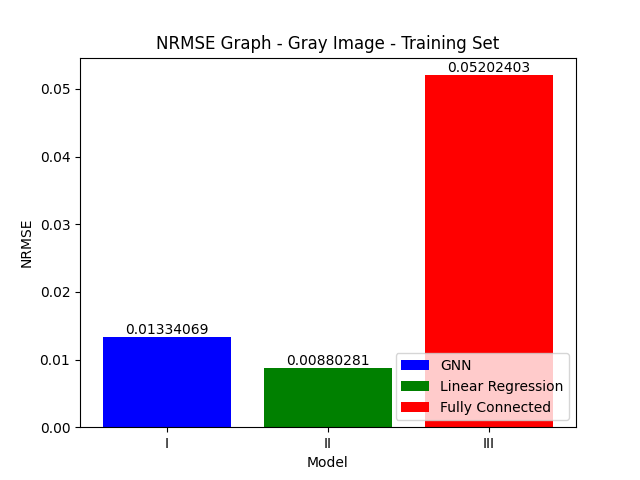 NRMSE Graph - Gray Image - Training Set
0.05202403
0.05
0.04
0.03
0.02
0.01
0.00
NRMSE
0.01334069
0.00880281
GNN
Linear Regression
Fully Connected
I
II
III
Model